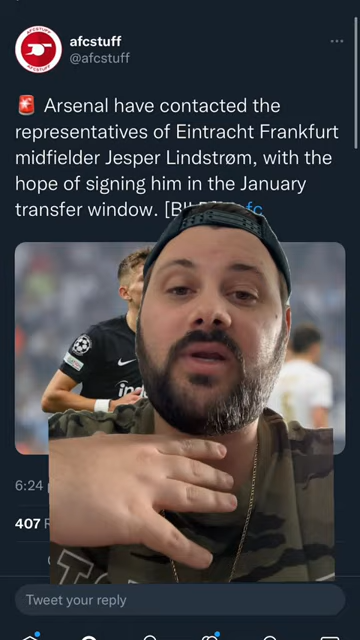 afcstuff
@afcstuff
🚨 Arsenal have contacted the
representatives of Eintracht Frankfurt
midfielder Jesper Lindstrøm, with the
hope of signing him in the January
transfer window.
6:24
407
Tweet your reply